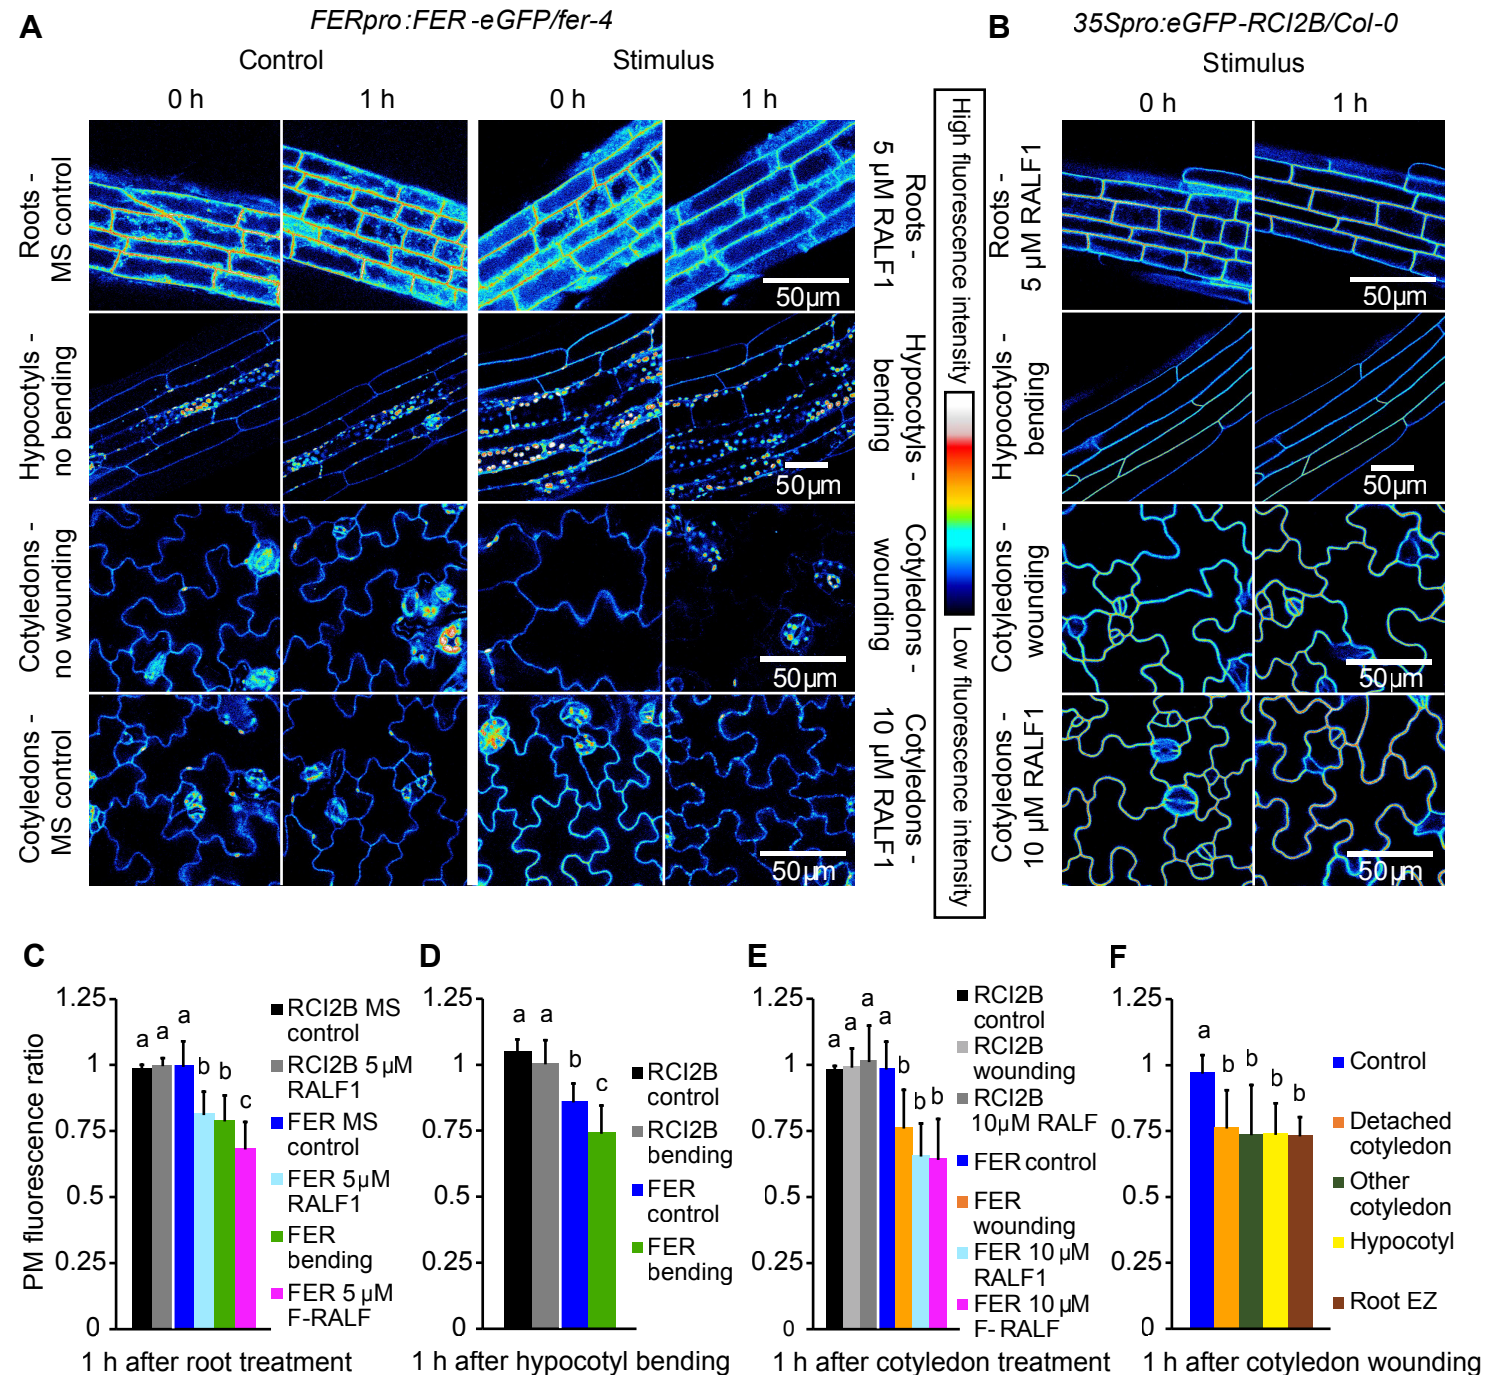 A
FERpro:FER-eGFP/fer-4
Control
Stimulus
0 h
1 h
0 h
1 h
Roots -
MS control
Roots -
5 µM RALF1
50µm
Hypocotyls -
no bending
Hypocotyls -
bending
50µm
Cotyledons -
no wounding
Cotyledons -
wounding
50µm
Cotyledons -
MS control
Cotyledons -
10 µM RALF1
50µm
High fluorescence intensity
Low fluorescence intensity
B
35Spro:eGFP-RCI2B/Col-0
Stimulus
0 h
1 h
Roots -
5 µM RALF1
50µm
Hypocotyls -
bending
50µm
Cotyledons -
wounding
50µm
Cotyledons -
10 µM RALF1
50µm
C
PM fluorescence ratio
1.25
1
0.75
0.5
0.25
0
a a a b b c
RCI2B MS
control
RCI2B 5µM
RALF1
FER MS
control
FER 5µM
RALF1
FER
bending
FER 5 µM
F-RALF
1 h after root treatment
D
1.25
1
0.75
0.5
0.25
0
a a b c
RCI2B
control
RCI2B
bending
FER
control
FER
bending
1 h after hypocotyl bending
E
1.25
1
0.75
0.5
0.25
0
a a a a b b b
RCI2B
control
RCI2B
wounding
RCI2B
10µM RALF
FER control
FER
wounding
FER 10 µM
RALF1
FER 10 µM
F-RALF
1 h after cotyledon treatment
F
1.25
1
0.75
0.5
0.25
0
a b b b b
Control
Detached
cotyledon
Other
cotyledon
Hypocotyl
Root EZ
1 h after cotyledon wounding